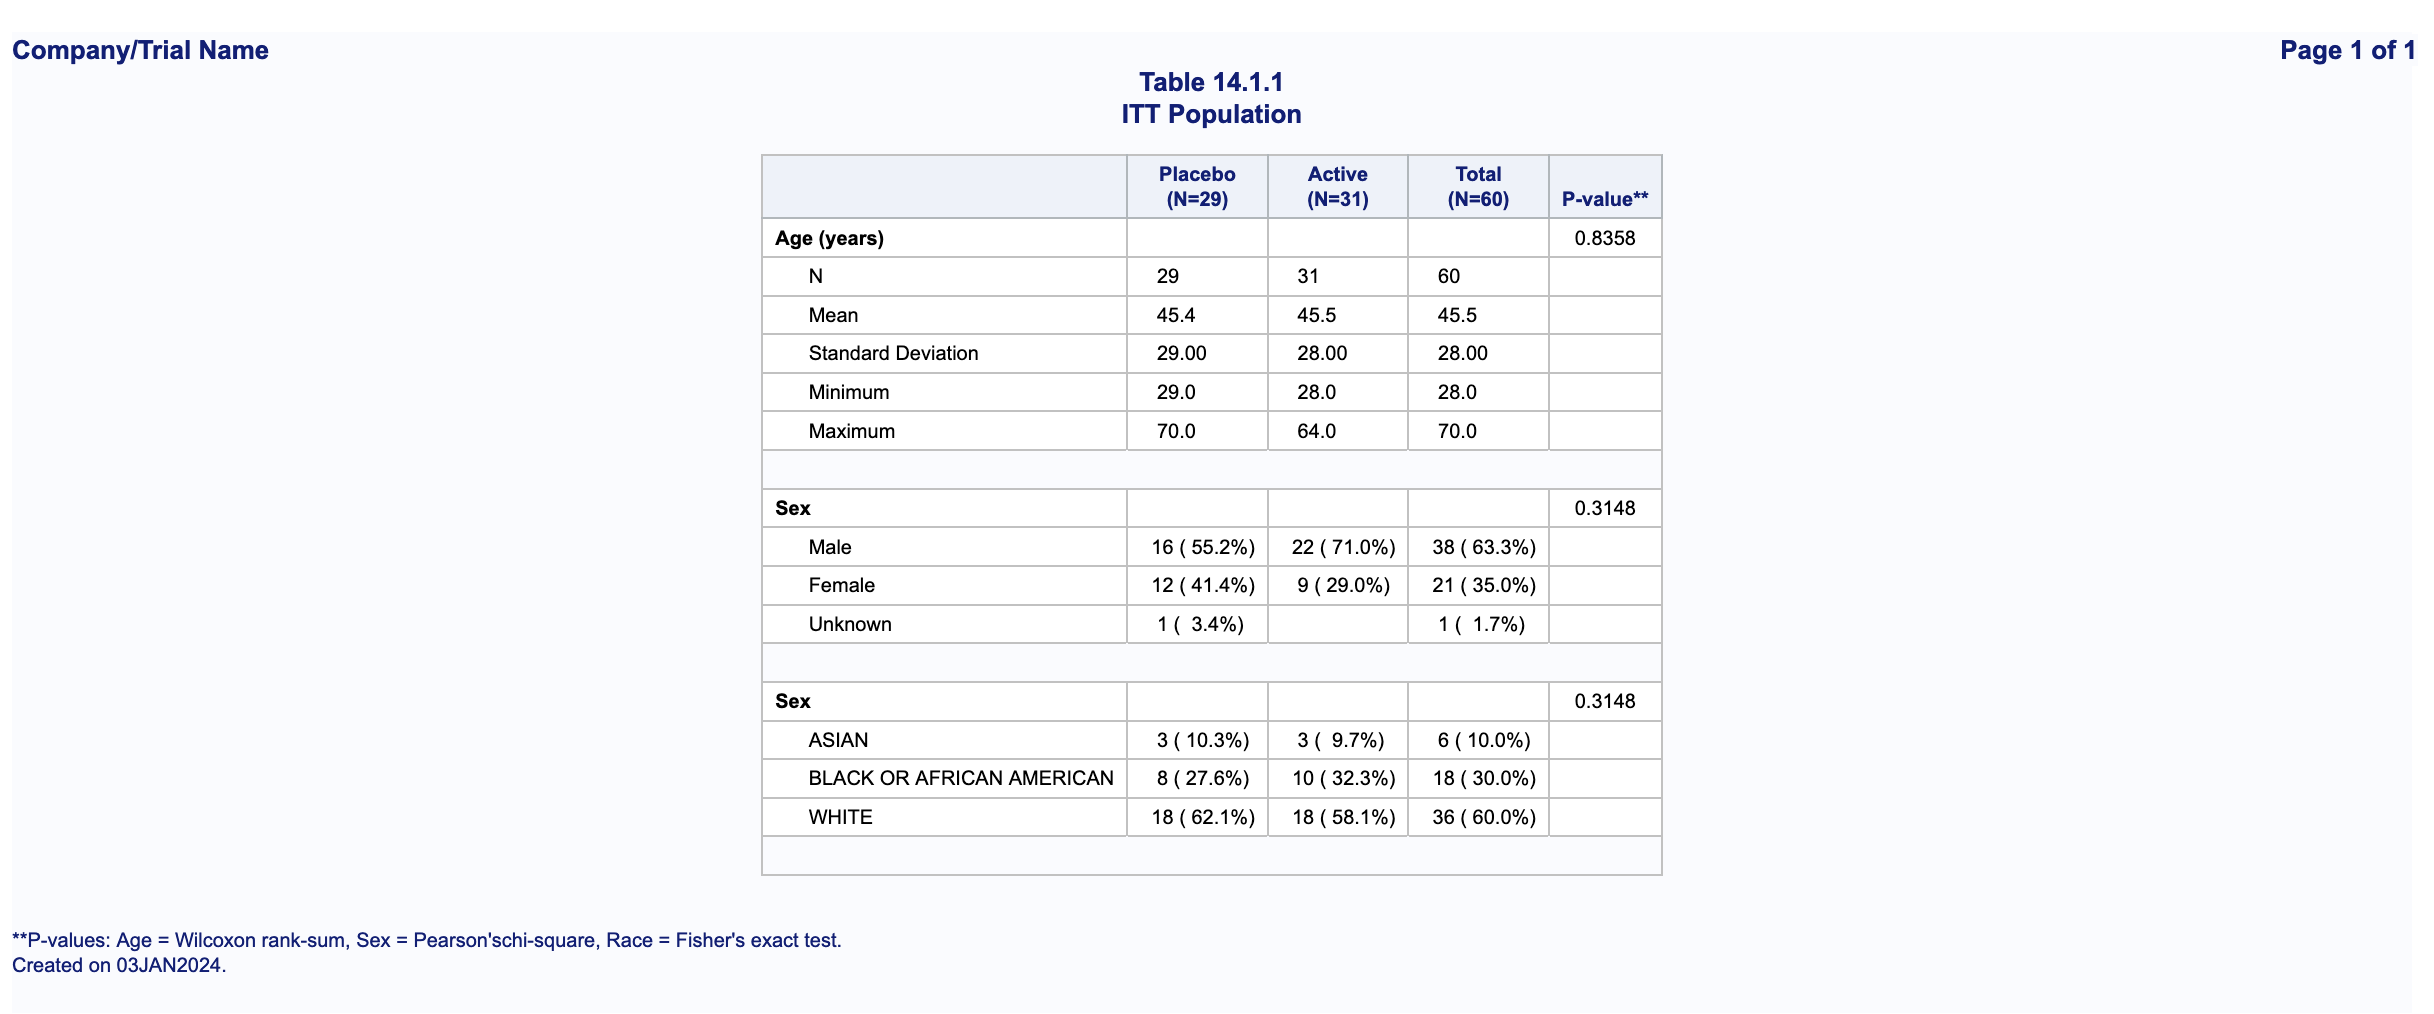 Company/Trial Name Page 1 of 1
Table 14.1.1
ITT Population
Placebo Active Total
(N=29) (N=31) (N=60) P-value**
Age (years) 0.8358
N 29 31 60
Mean 45.4 45.5 45.5
Standard Deviation 29.00 28.00 28.00
Minimum 29.0 28.0 28.0
Maximum 70.0 64.0 70.0
Sex 0.3148
Male 16 ( 55.2%) 22 ( 71.0%) 38 ( 63.3%)
Female 12 ( 41.4%) 9 ( 29.0%) 21 ( 35.0%)
Unknown 1 (  3.4%) 1 (  1.7%)
Sex 0.3148
ASIAN 3 ( 10.3%) 3 (  9.7%) 6 ( 10.0%)
BLACK OR AFRICAN AMERICAN 8 ( 27.6%) 10 ( 32.3%) 18 ( 30.0%)
WHITE 18 ( 62.1%) 18 ( 58.1%) 36 ( 60.0%)
**P-values: Age = Wilcoxon rank-sum, Sex = Pearson'schi-square, Race = Fisher's exact test.
Created on 03JAN2024.